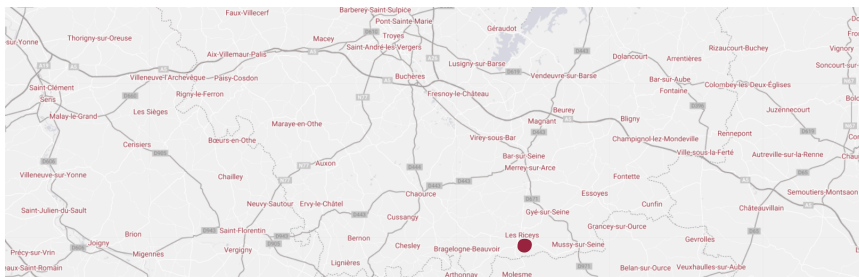 Faux-Villecerf
Barberey-Saint-Sulpice
Pont-Sainte-Marie
Thorigny-sur-Oreuse
Macey
Troyes
Géraudot
Saint-André-les-Vergers
Dolancourt
Arrentières
Rizaucourt-Buchey
Vignory
Aix-Villemaur-Pâlis
Lusigny-sur-Barse
Soncourt-sur-
Villeneuve-l'Archevêque
Paisy-Cosdon
Buchères
Vendeuvre-sur-Barse
Bar-sur-Aube
Colombey-les-Deux-Églises
Saint-Clément
Sens
Rigny-le-Ferron
Fresnoy-le-Château
Fontaine
Malay-le-Grand
Les Sièges
Beurey
Magnant
Bligny
Juzennecourt
Maraye-en-Othe
Virey-sous-Bar
Champignol-lez-Mondeville
Rennepont
Cerisiers
Bœurs-en-Othe
Bar-sur-Seine
Ville-sous-la-Ferté
Autreville-sur-la-Renne
Villeneuve-sur-Yonne
Chailley
Auxon
Merrey-sur-Arce
Fontette
Semoutiers-Montsaon
Chaource
Essoyes
Saint-Julien-du-Sault
Neuvy-Sautour
Ervy-le-Châtel
Cunfin
Châteauvillain
Cussangy
Gyé-sur-Seine
Brion
Saint-Florentin
Bernon
Chesley
Les Riceys
Grancey-sur-Ource
Joigny
Vergigny
Bragelogne-Beauvoir
Mussy-sur-Seine
Gevrolles
Précy-sur-Vrin
Migennes
Lignières
Belan-sur-Ource
Veuxhaulles-sur-Aube
Arthonnay
Molesme